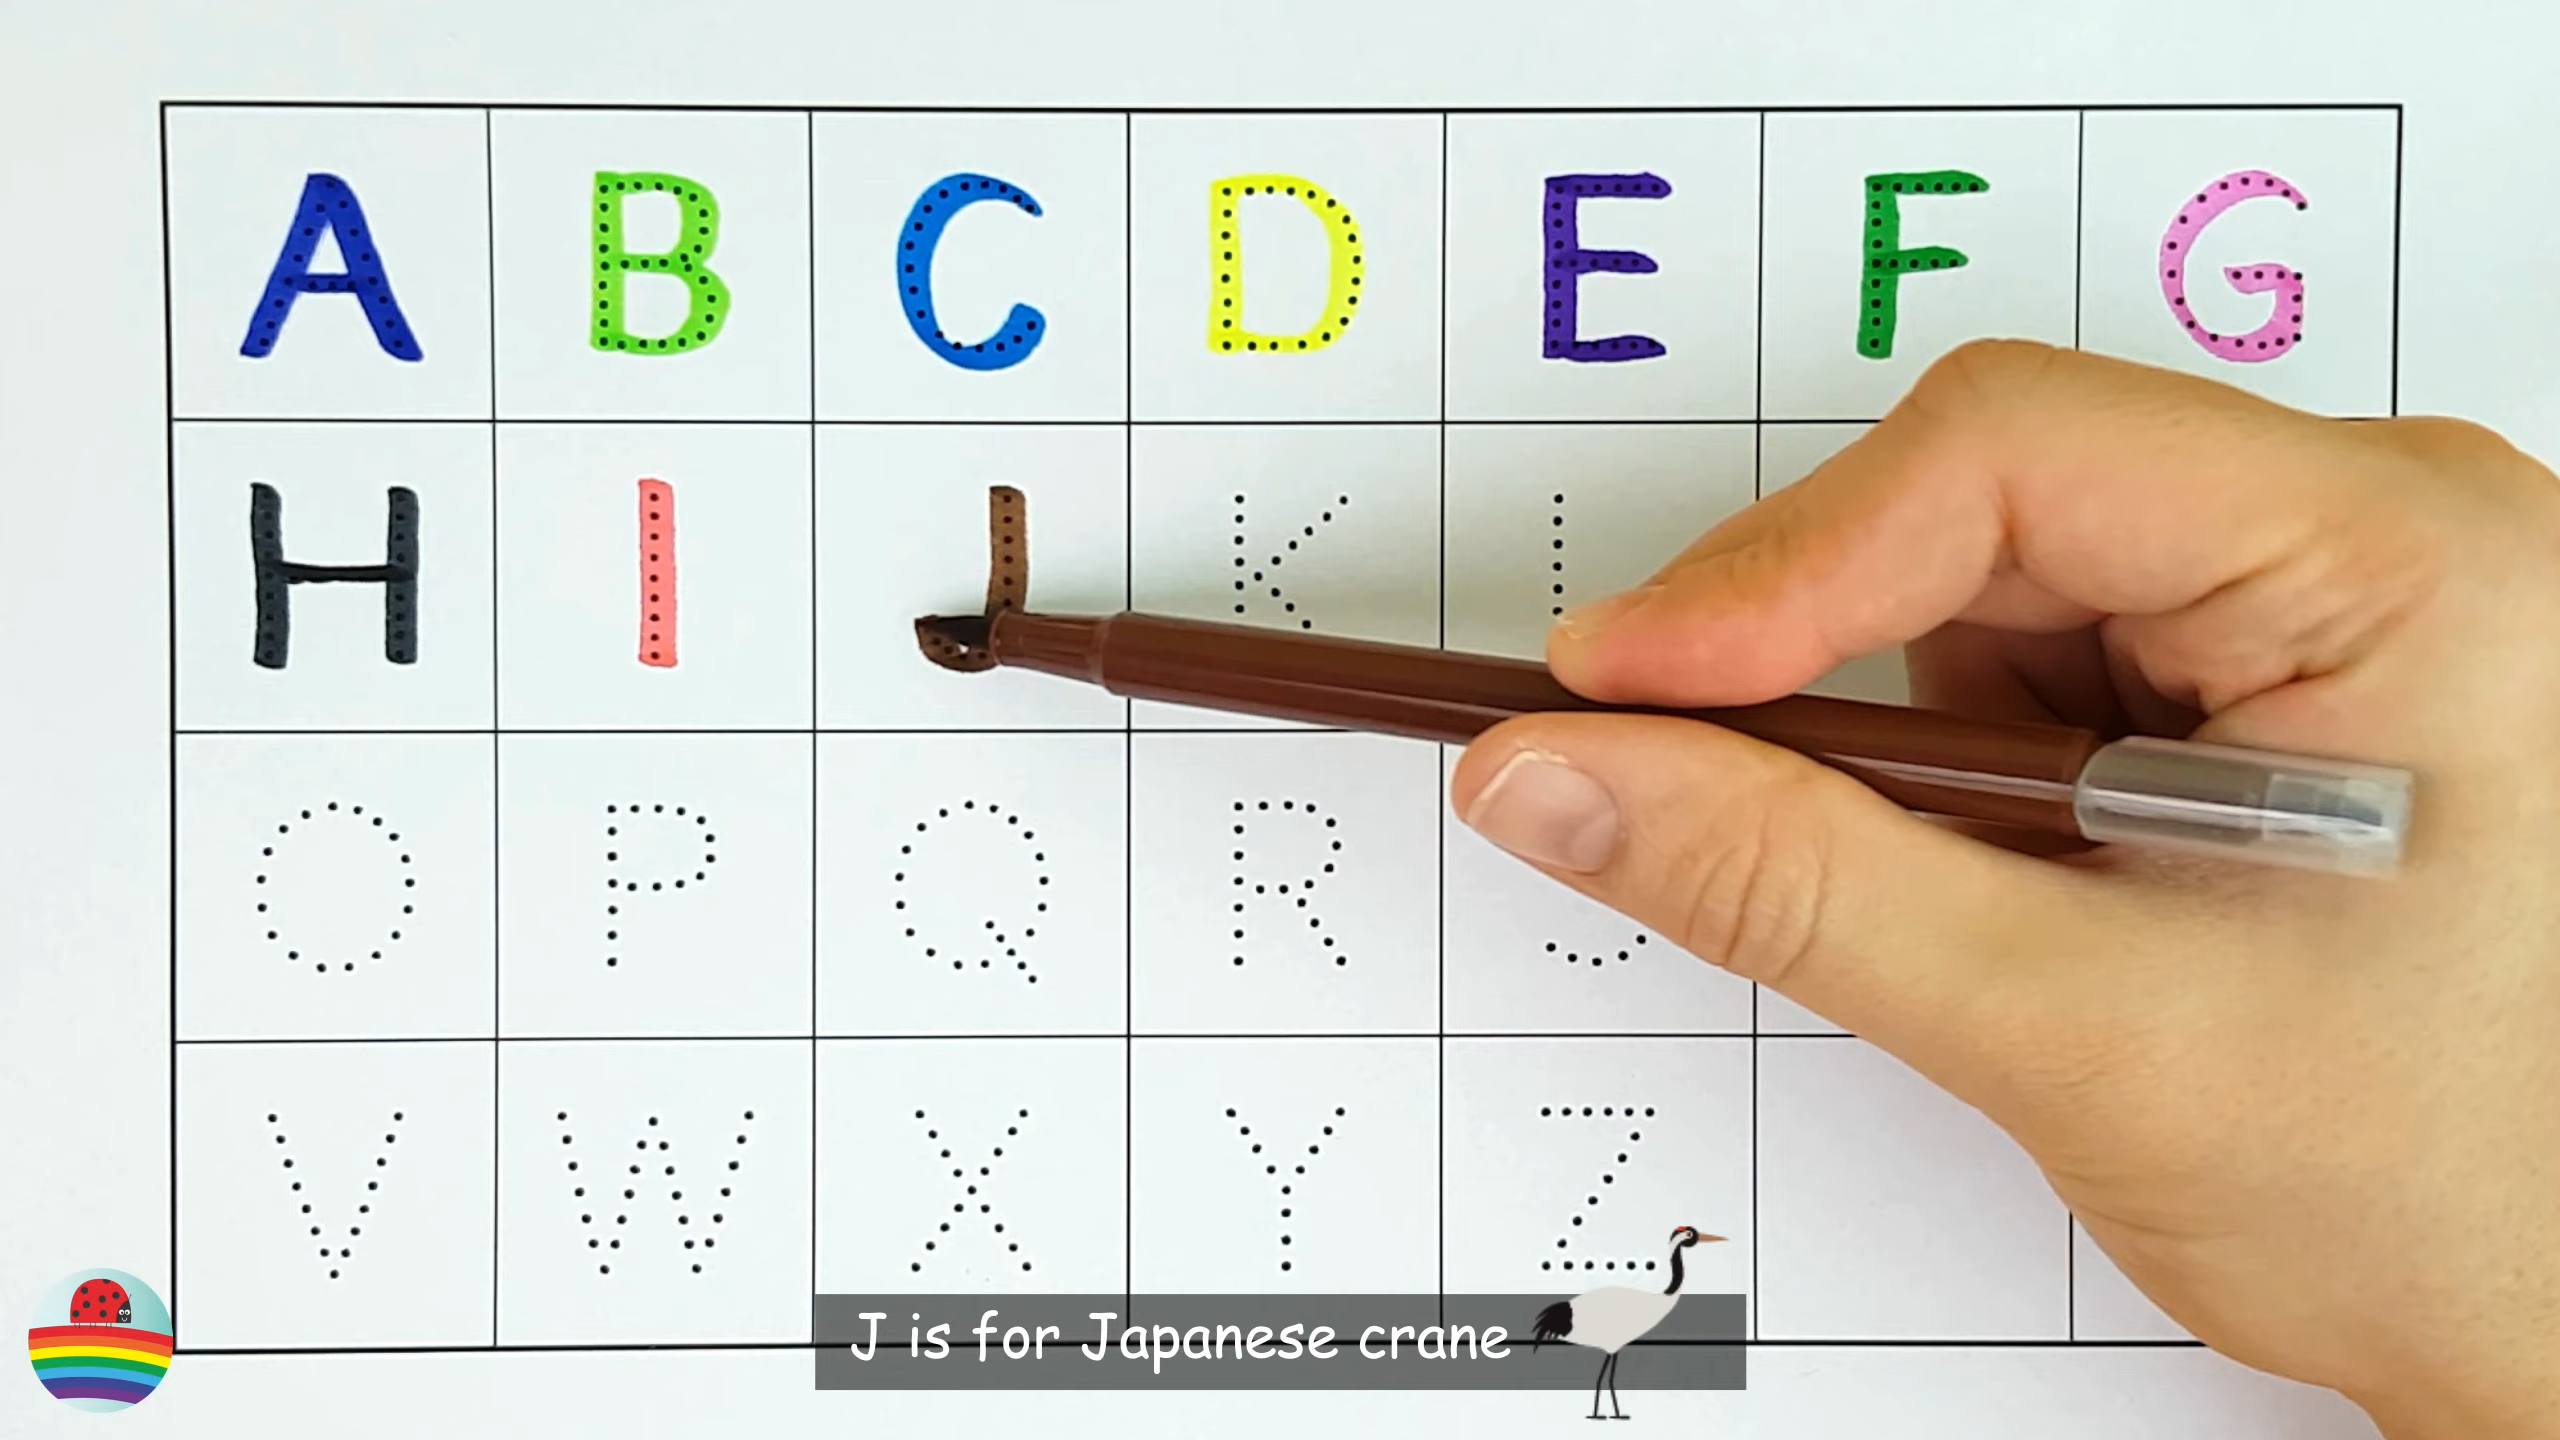 A B C D E F G
H I J K L
O P Q R S
V W X Y Z
J is for Japanese crane